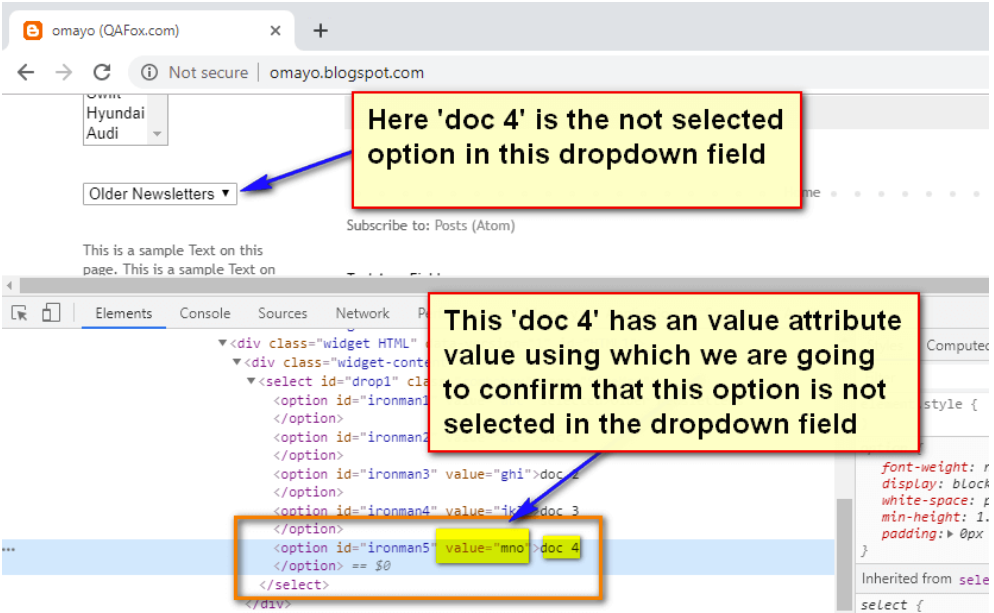 omayo (QAFox.com)
Not secure | omayo.blogspot.com
Swift
Hyundai
Audi
Here 'doc 4' is the not selected
option in this dropdown field
Older Newsletters
Subscribe to: Posts (Atom)
This is a sample Text on this
page. This is a sample Text on
Elements Console Sources Network
This 'doc 4' has an value attribute
value using which we are going
to confirm that this option is not
selected in the dropdown field
Computed
<div class="widget HTML"
<div class="widget-conte
<select id="drop1" cla
<option id="ironman1
</option>
<option id="ironman2
</option>
<option id="ironman3" value="ghi">doc 2
</option>
<option id="ironman4" value="jkl">doc 3
</option>
<option id="ironman5" value="mno">doc 4
</option> == $0
</select>
</div>
style {
font-weight:
display: block
white-space:
min-height: 1.
padding: 0px
}
Inherited from sele
select {